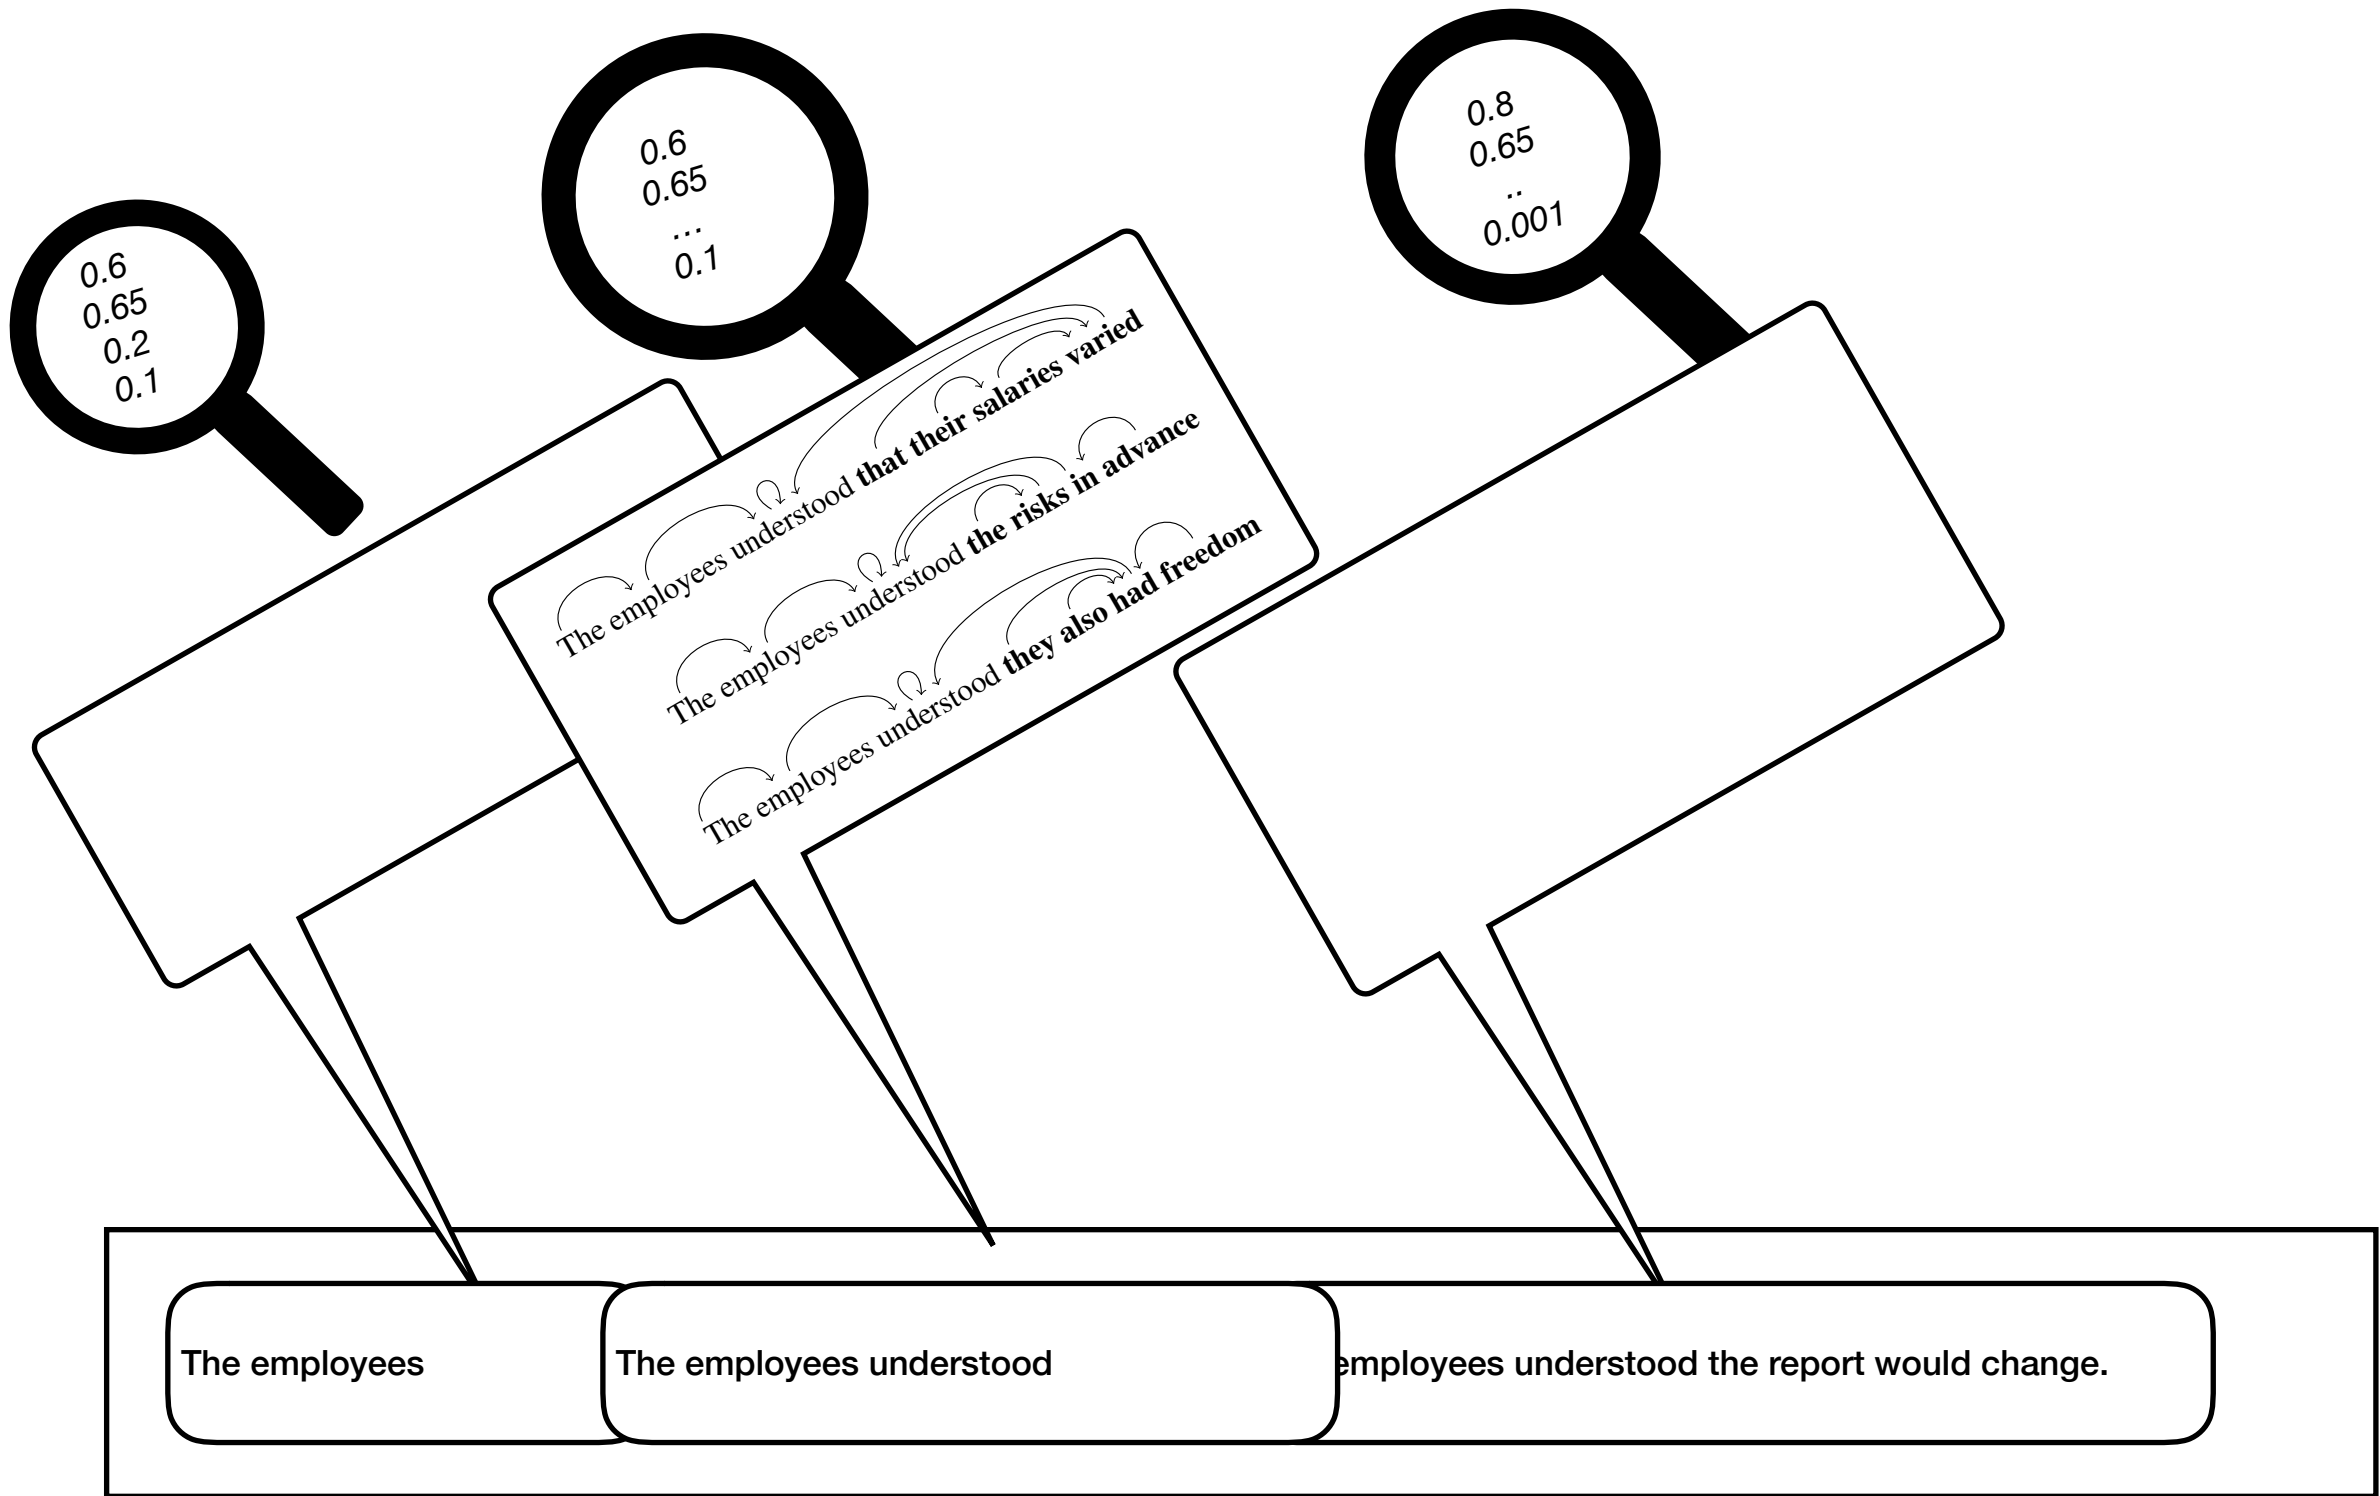 0.6
0.65
0.2
0.1
0.6
0.65
...
0.1
0.8
0.65
..
0.001
The employees understood that their salaries varied
The employees understood the risks in advance
The employees understood they also had freedom
The employees
The employees understood
employees understood the report would change.